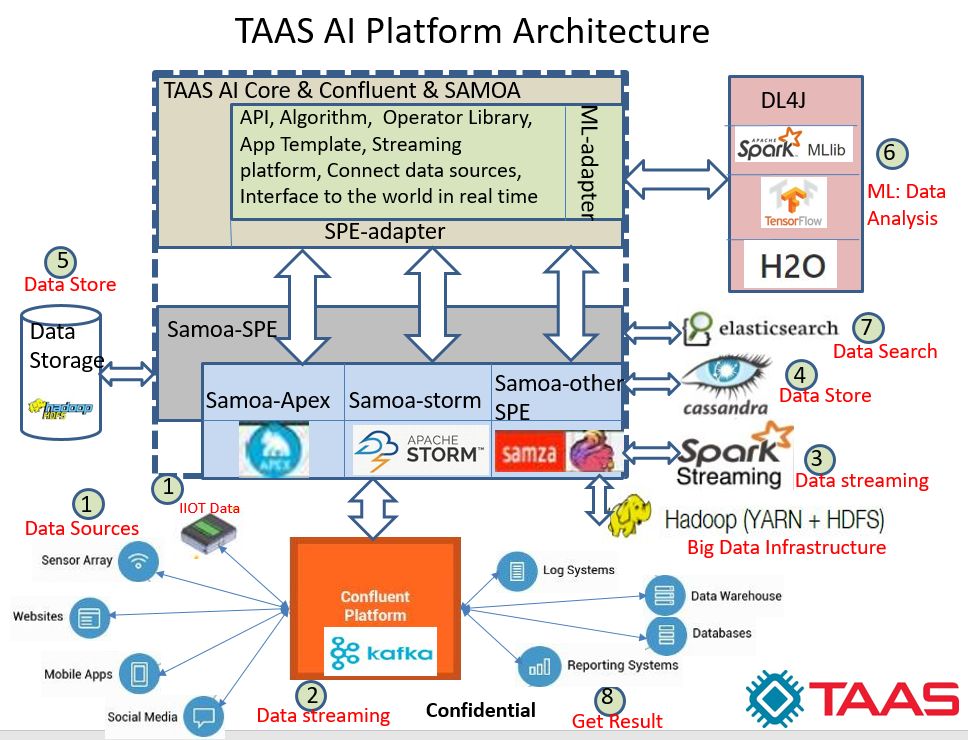 TAAS AI Platform Architecture
TAAS AI Core & Confluent & SAMOA
API, Algorithm, Operator Library,
App Template, Streaming
platform, Connect data sources,
Interface to the world in real time
ML-adapter
SPE-adapter
DL4J
APACHE
Spark MLlib
TensorFlow
H2O
6
ML: Data
Analysis
5
Data Store
Data
Storage
hadoop
HDFS
Samoa-SPE
Samoa-Apex
Samoa-storm
Samoa-other
SPE
APEX
APACHE
STORM™
samza
elasticsearch
7
Data Search
cassandra
4
Data Store
Spark
Streaming
3
Data streaming
Hadoop (YARN + HDFS)
Big Data Infrastructure
1
IIOT Data
1
Data Sources
Sensor Array
Websites
Mobile Apps
Social Media
Confluent
Platform
kafka
2
Data streaming
Log Systems
Data Warehouse
Databases
Reporting Systems
8
Get Result
Confidential
TAAS